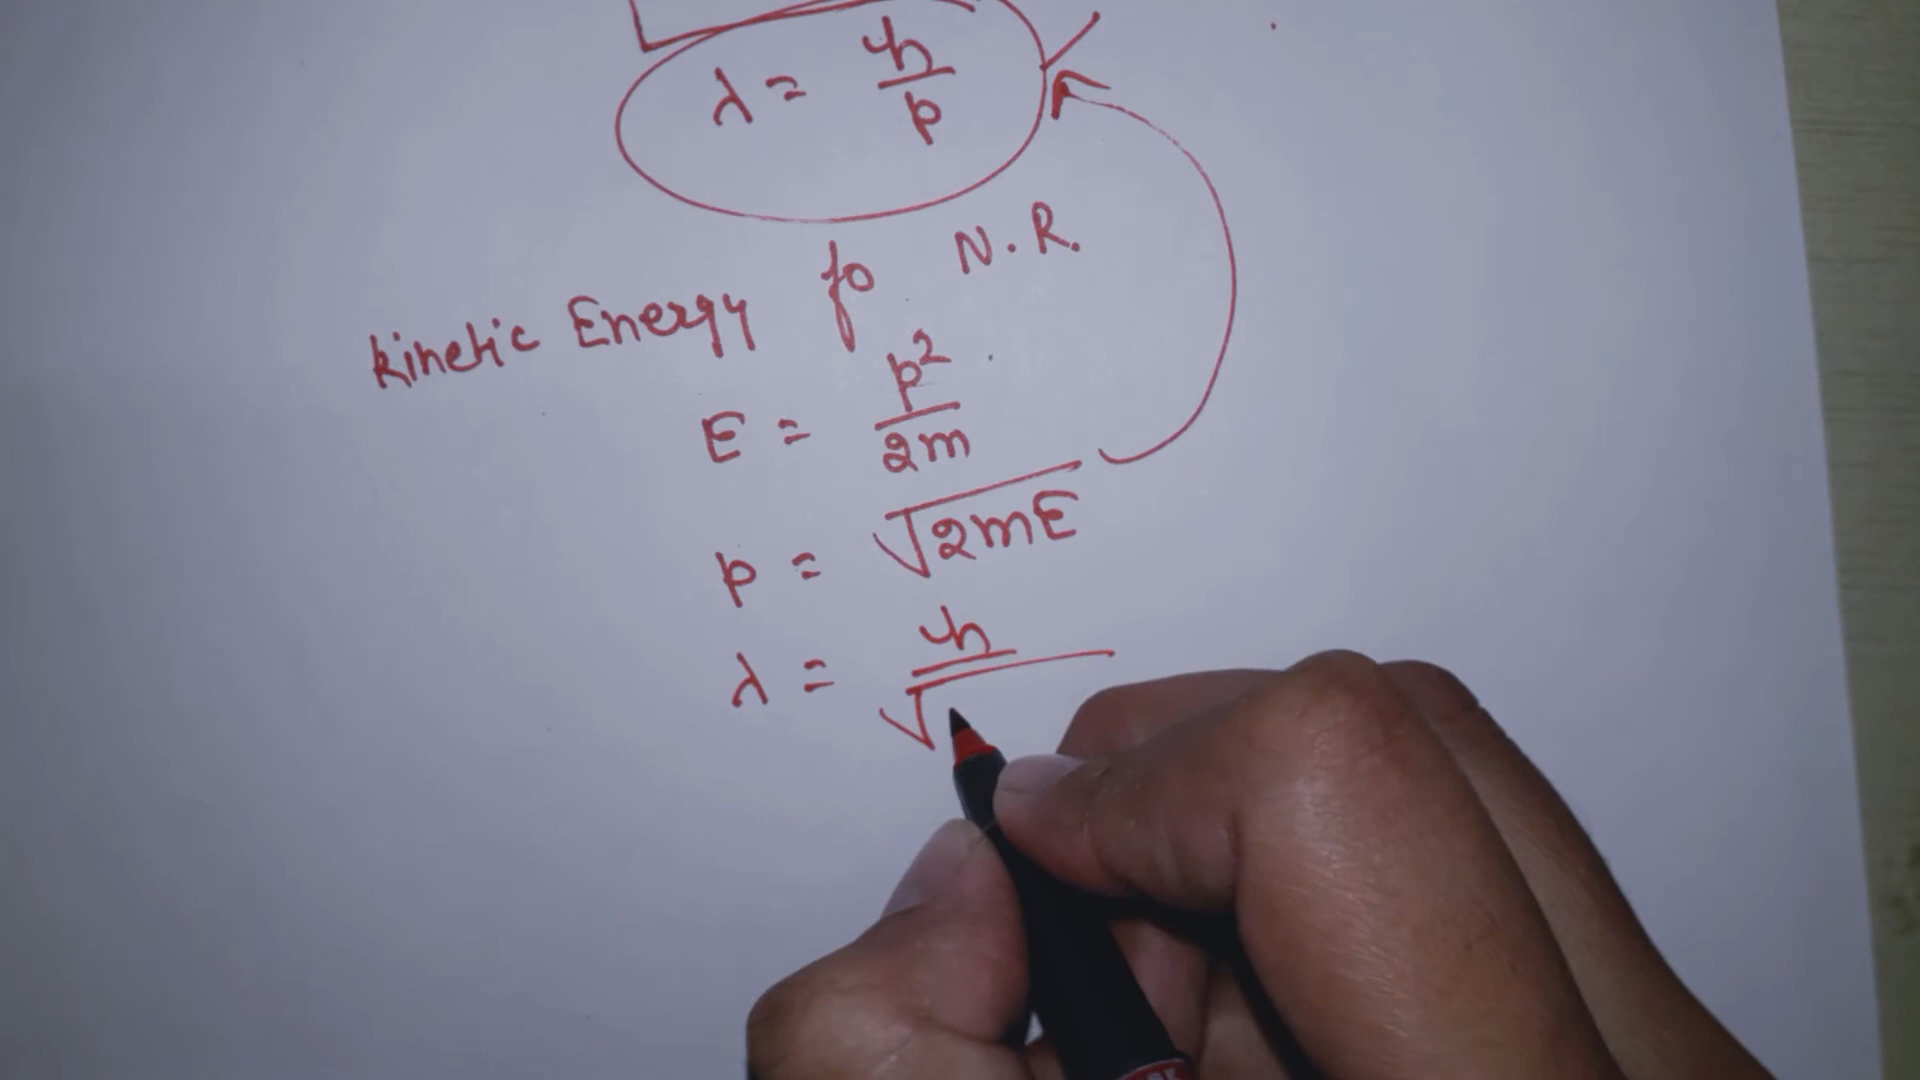 λ = h/p
Kinetic Energy fo N.R.
E = p²/2m
p = √2mE
λ = h/√